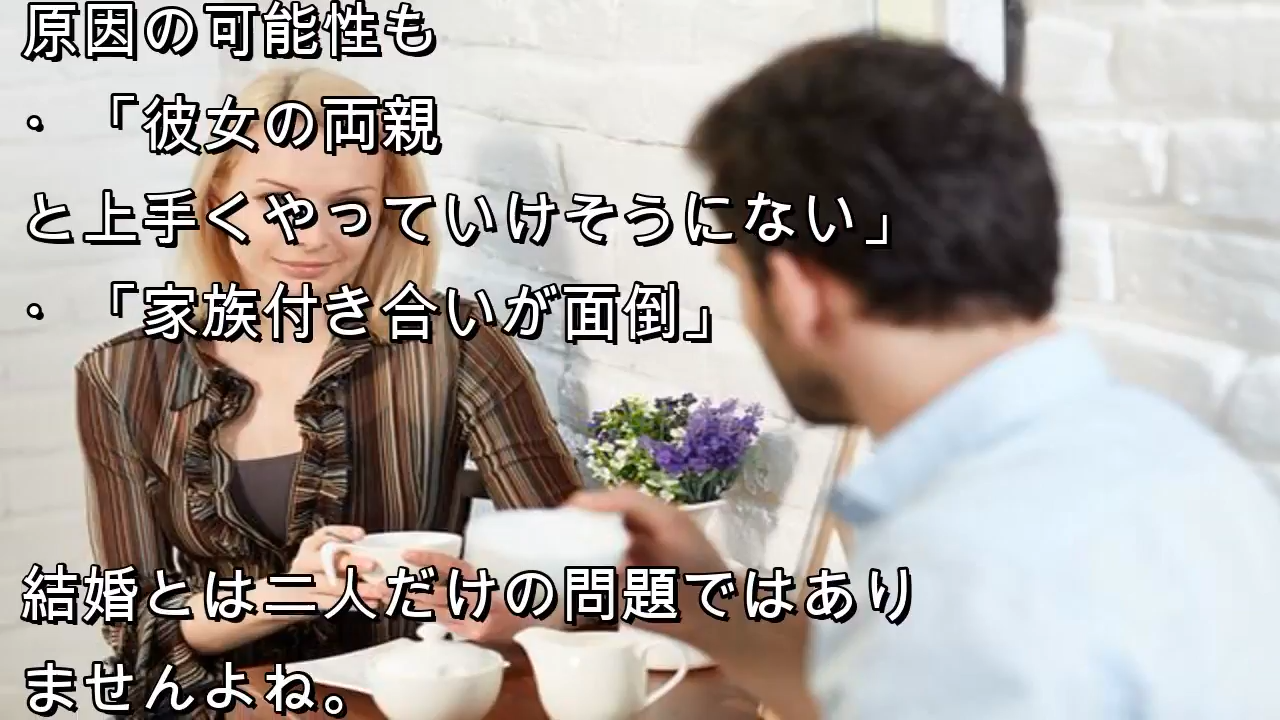 原因の可能性も
・「彼女の両親
と上手くやっていけそうにない」
・「家族付き合いが面倒」
結婚とは二人だけの問題ではあり
ませんよね。